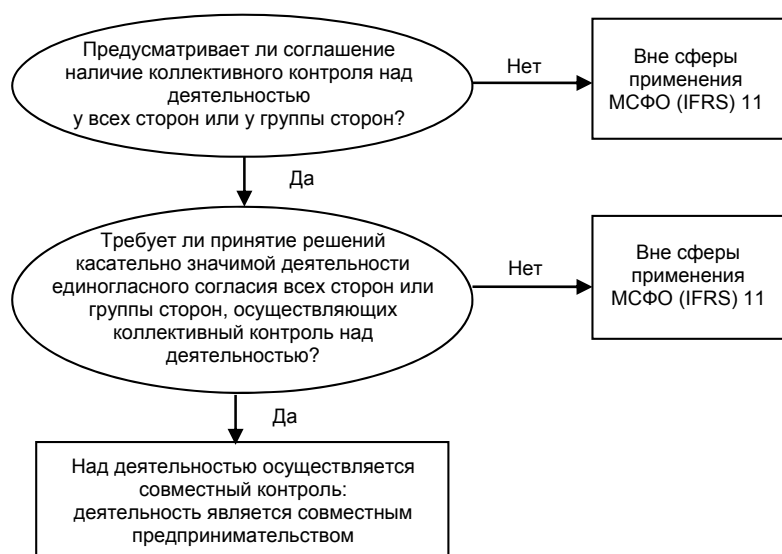 Предусматривает ли соглашение
наличие коллективного контроля над
деятельностью
у всех сторон или у группы сторон?
Нет
Вне сферы
применения
МСФО (IFRS) 11
Да
Требует ли принятие решений
касательно значимой деятельности
единогласного согласия всех сторон или
группы сторон, осуществляющих
коллективный контроль над
деятельностью?
Нет
Вне сферы
применения
МСФО (IFRS) 11
Да
Над деятельностью осуществляется
совместный контроль:
деятельность является совместным
предпринимательством